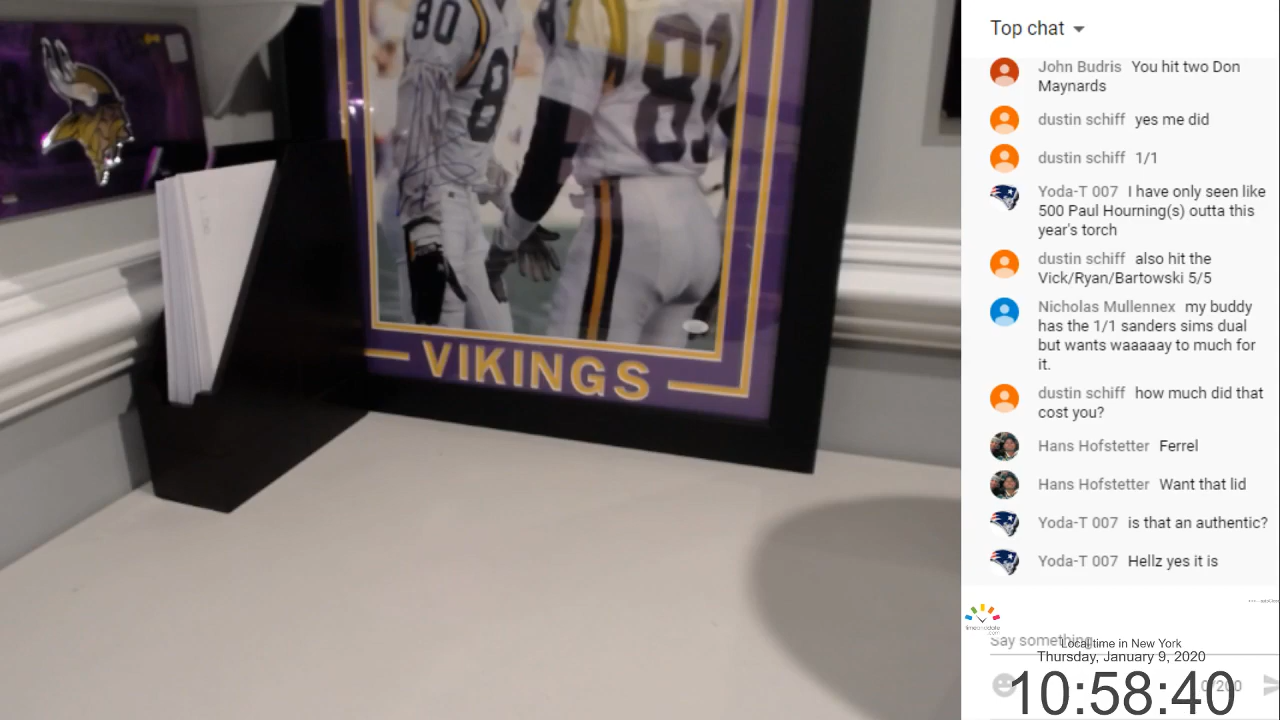 80
8
81
VIKINGS
Top chat
John Budris You hit two Don
Maynards
dustin schiff yes me did
dustin schiff 1/1
Yoda-T 007 I have only seen like
500 Paul Hourning(s) outta this
year's torch
dustin schiff also hit the
Vick/Ryan/Bartowski 5/5
Nicholas Mullennex my buddy
has the 1/1 sanders sims dual
but wants waaaaay to much for
it.
dustin schiff how much did that
cost you?
Hans Hofstetter Ferrel
Hans Hofstetter Want that lid
Yoda-T 007 is that an authentic?
Yoda-T 007 Hellz yes it is
timeanddate
.com
Say something...
Local time in New York
Thursday, January 9, 2020
0/200
10:58:40